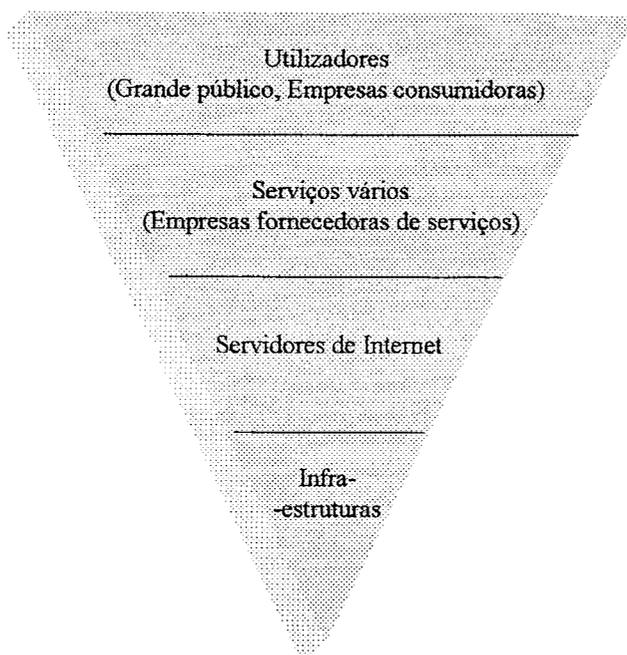 Utilizadores
(Grande público, Empresas consumidoras)
Serviços vários
(Empresas fornecedoras de serviços)
Servidores de Internet
Infra-
-estruturas